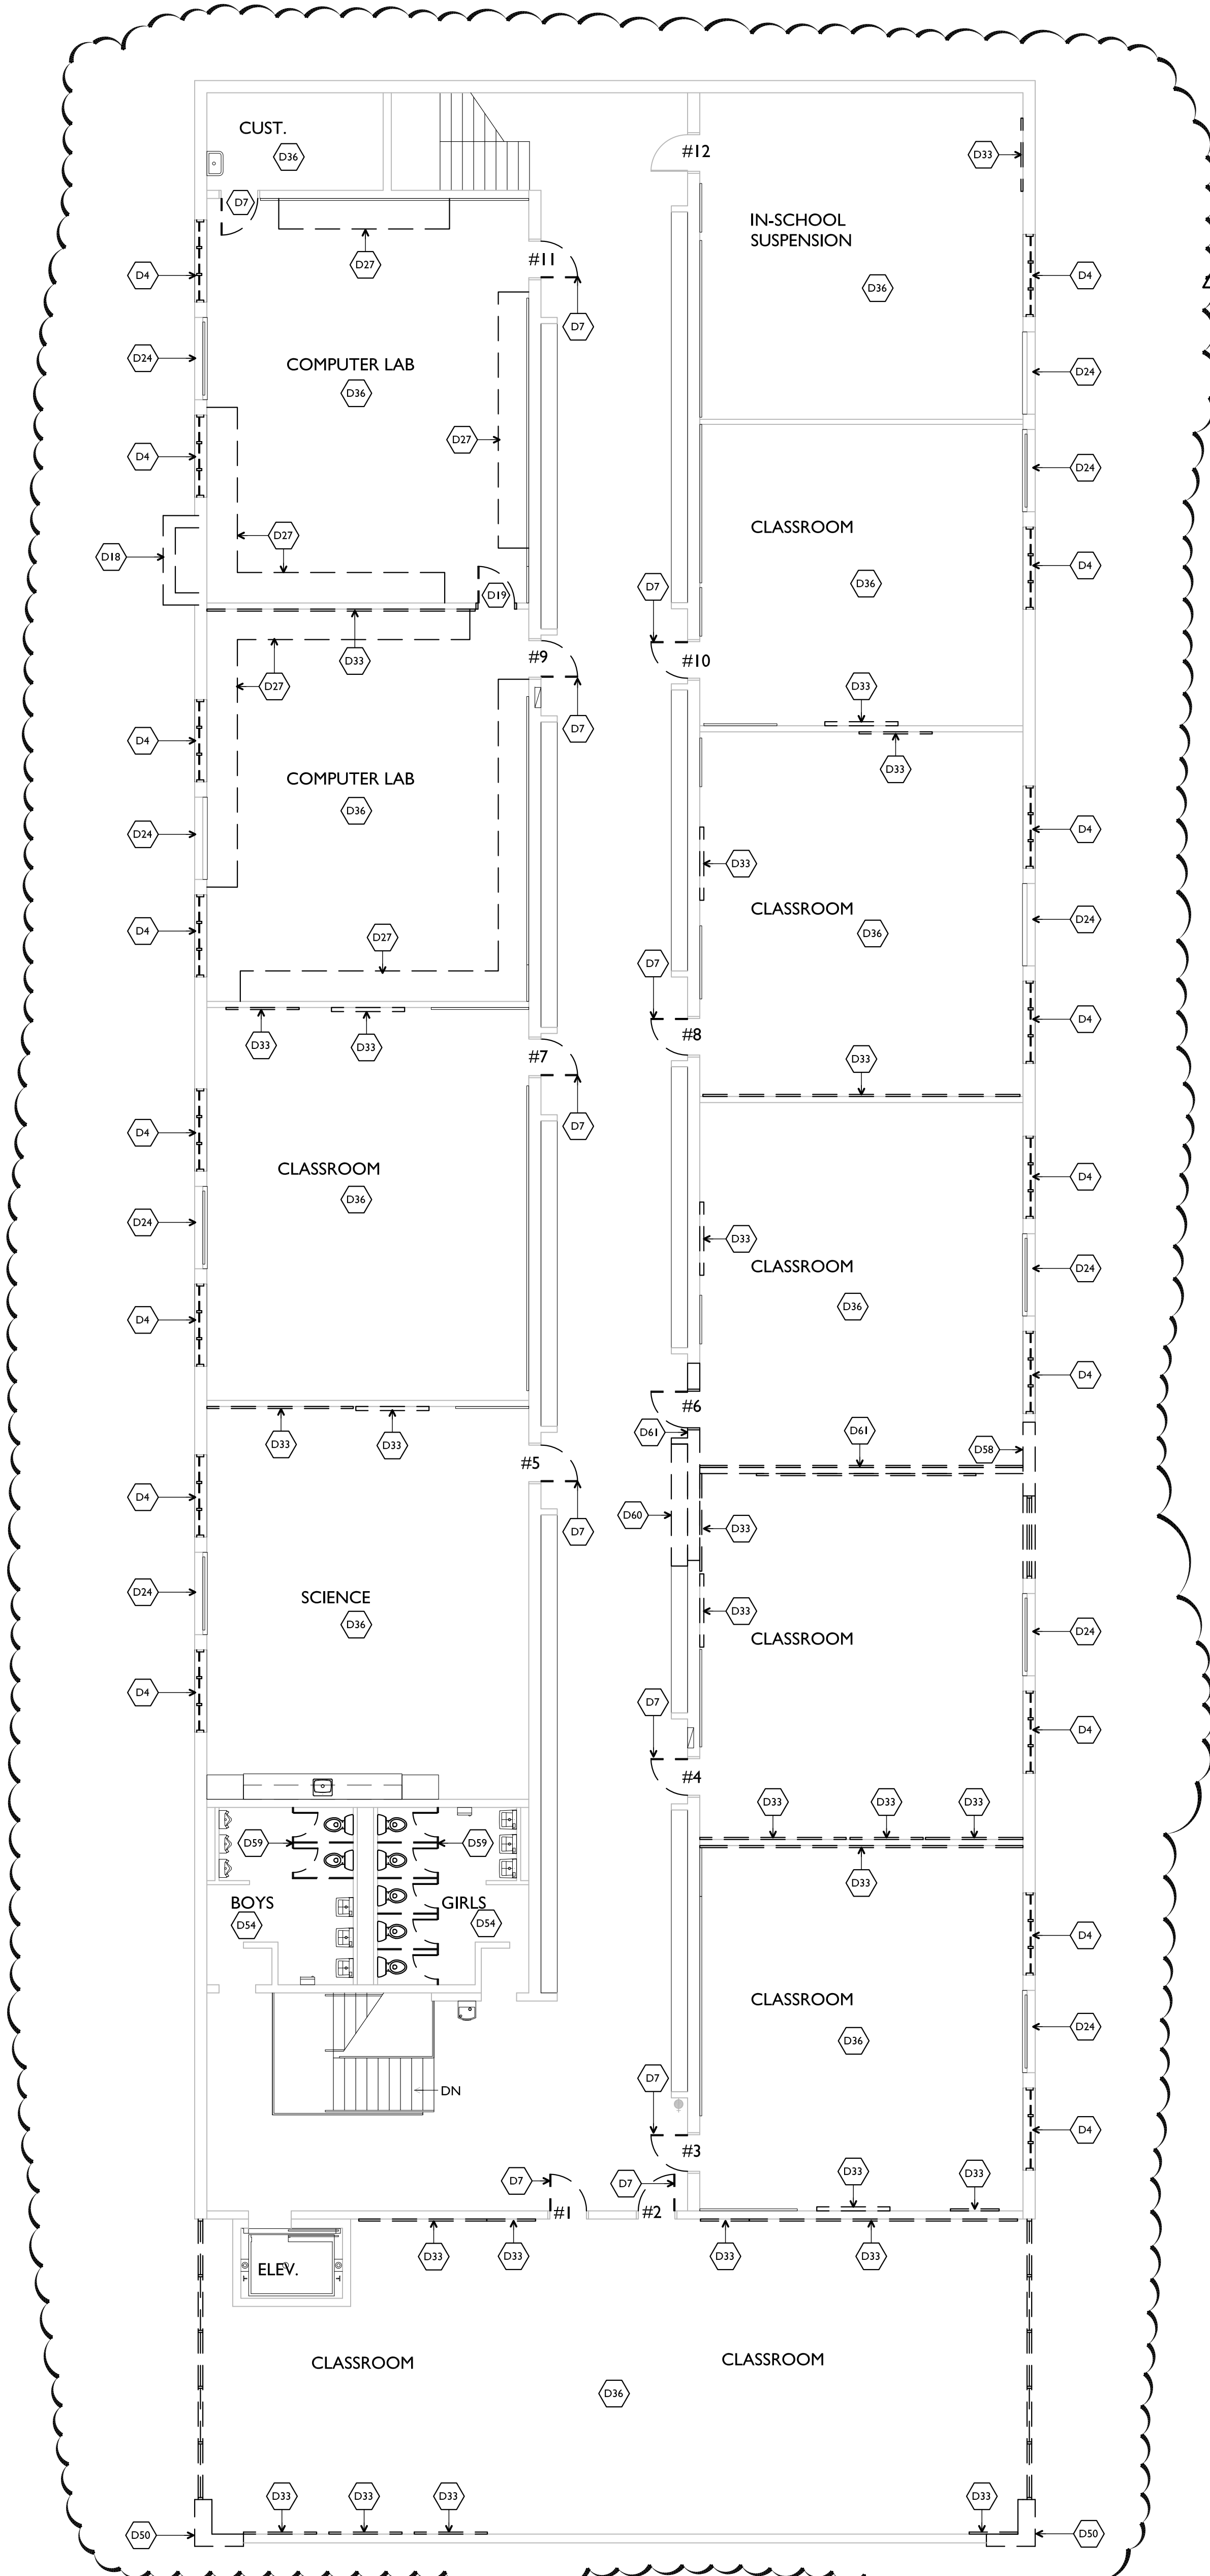 CUST.
D36
#12
D33
D7
IN-SCHOOL
SUSPENSION
#11
D27
D4
D4
D36
D7
D24
COMPUTER LAB
D24
D36
D27
D4
D24
CLASSROOM
D27
D18
D4
D7
D36
D19
#9
#10
D33
D27
D33
D7
D4
D33
COMPUTER LAB
D36
D4
D24
D33
CLASSROOM
D24
D4
D27
D36
D7
D4
#8
D33
D33
#7
D33
D7
D4
CLASSROOM
D4
D36
D24
D33
CLASSROOM
D24
D36
D4
D4
#6
D33
D33
D61
D61
D58
#5
D4
D60
D33
D7
D24
SCIENCE
D33
D36
CLASSROOM
D24
D4
D7
D4
#4
D33
D33
D33
D59
D59
D33
BOYS
GIRLS
D54
D54
D4
CLASSROOM
D24
D36
D7
DN
D4
#3
D7
D7
D33
D33
#1
#2
D33
D33
D33
D33
ELEV.
CLASSROOM
CLASSROOM
D36
D33
D33
D33
D33
D50
D50